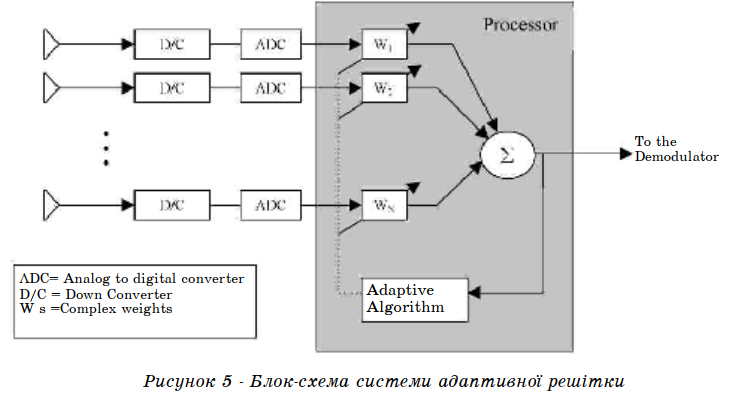 Processor
D/C ADC W1
D/C ADC W2
Σ
To the
Demodulator
D/C ADC WN
ADC= Analog to digital converter
D/C = Down Converter
W s =Complex weights
Adaptive
Algorithm
Рисунок 5 - Блок-схема системи адаптивної решітки